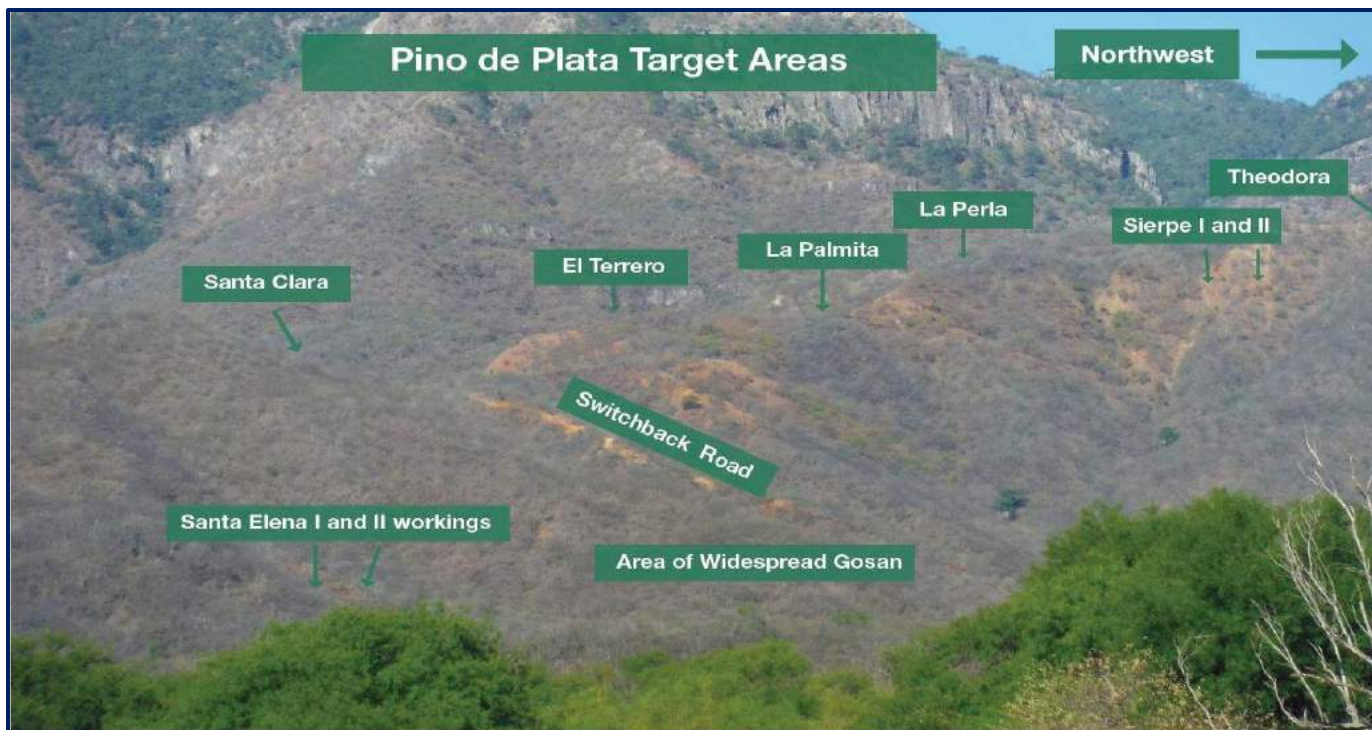 Pino de Plata Target Areas
Northwest
Theodora
La Perla
Sierpe I and II
La Palmita
El Terrero
Santa Clara
Switchback Road
Santa Elena I and II workings
Area of Widespread Gosan